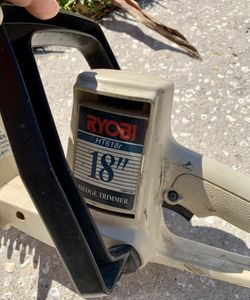 RYOBI
HT618r
18"
HEDGE TRIMMER